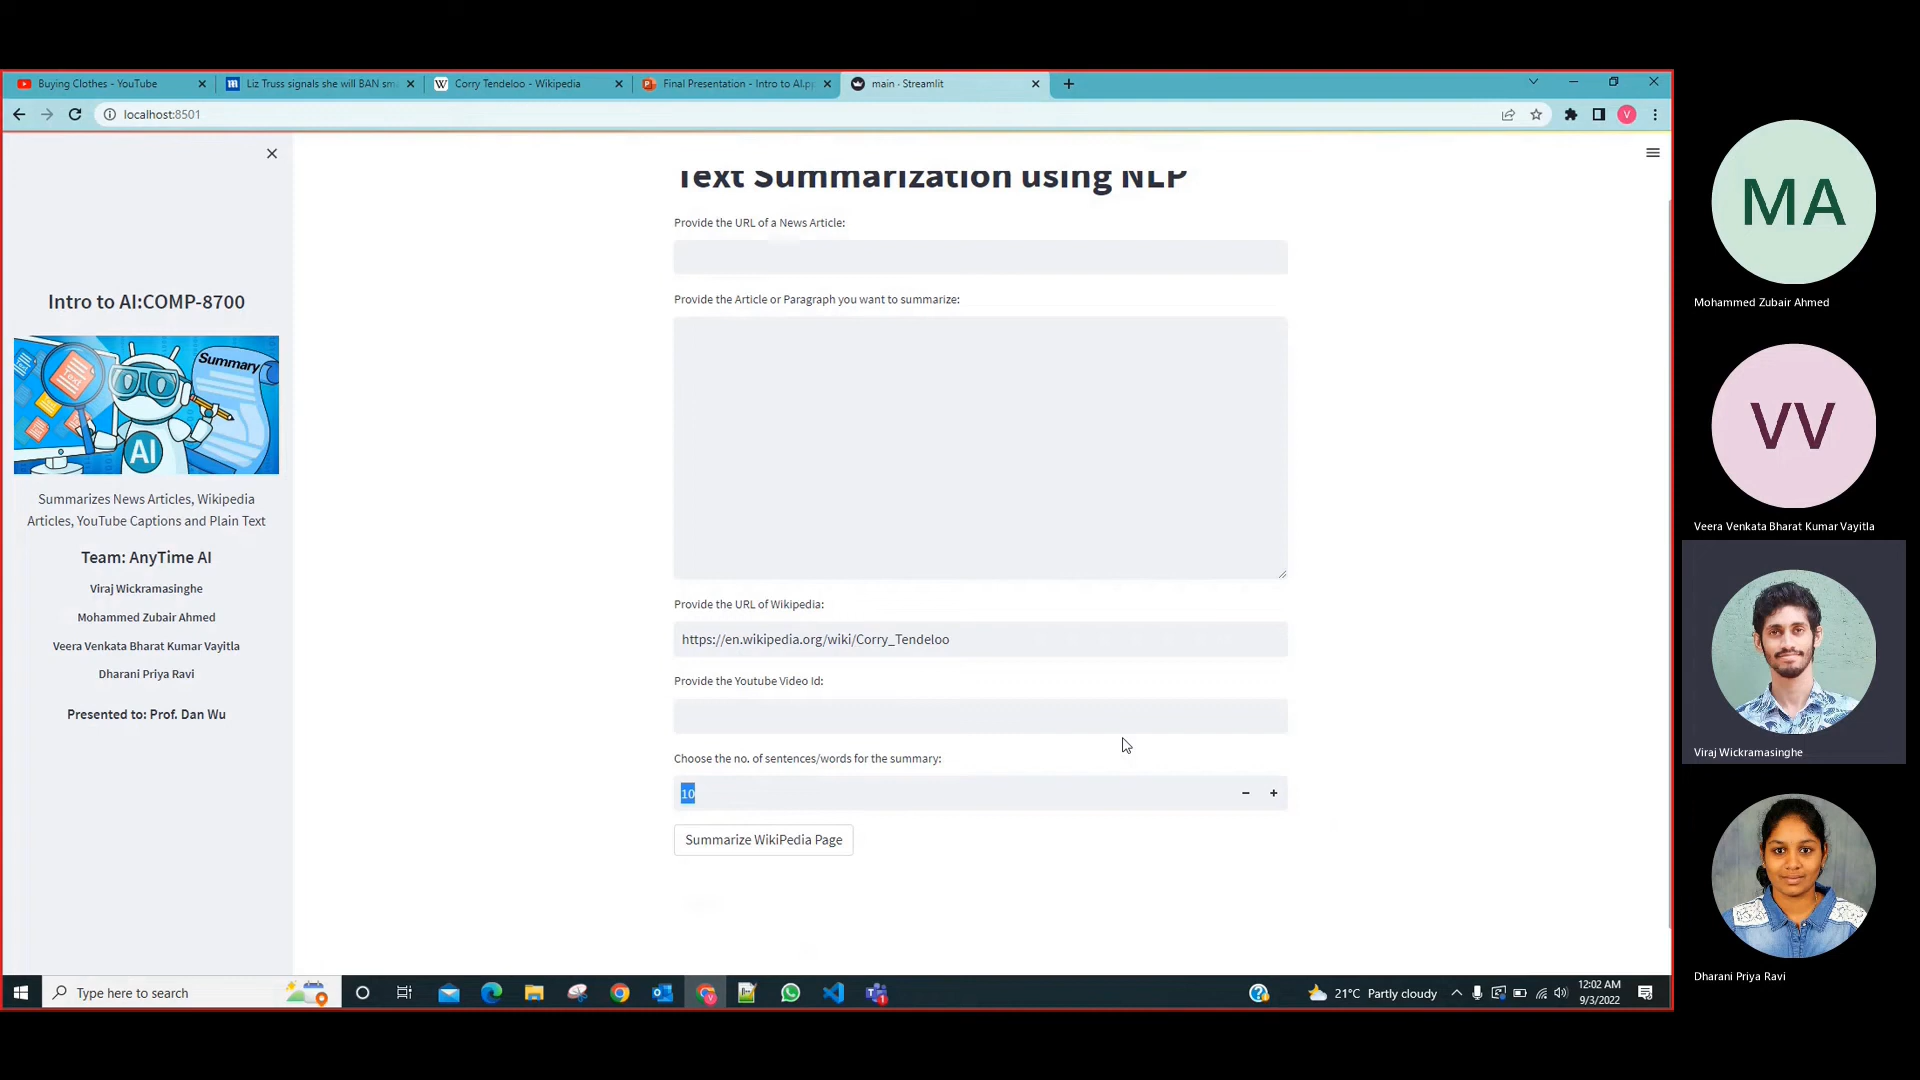 Buying Clothes - YouTube
Liz Truss signals she will BAN sm
Corry Tendeloo - Wikipedia
Final Presentation - Intro to AI.p
main · Streamlit
localhost:8501
V
Intro to AI:COMP-8700
Summary
Text
AI
Summarizes News Articles, Wikipedia
Articles, YouTube Captions and Plain Text
Team: AnyTime AI
Viraj Wickramasinghe
Mohammed Zubair Ahmed
Veera Venkata Bharat Kumar Vayitla
Dharani Priya Ravi
Presented to: Prof. Dan Wu
Text Summarization using NLP
Provide the URL of a News Article:
Provide the Article or Paragraph you want to summarize:
Provide the URL of Wikipedia:
https://en.wikipedia.org/wiki/Corry_Tendeloo
Provide the Youtube Video Id:
Choose the no. of sentences/words for the summary:
10
Summarize WikiPedia Page
MA
Mohammed Zubair Ahmed
VV
Veera Venkata Bharat Kumar Vayitla
Viraj Wickramasinghe
Dharani Priya Ravi
Type here to search
21°C Partly cloudy
12:02 AM
9/3/2022